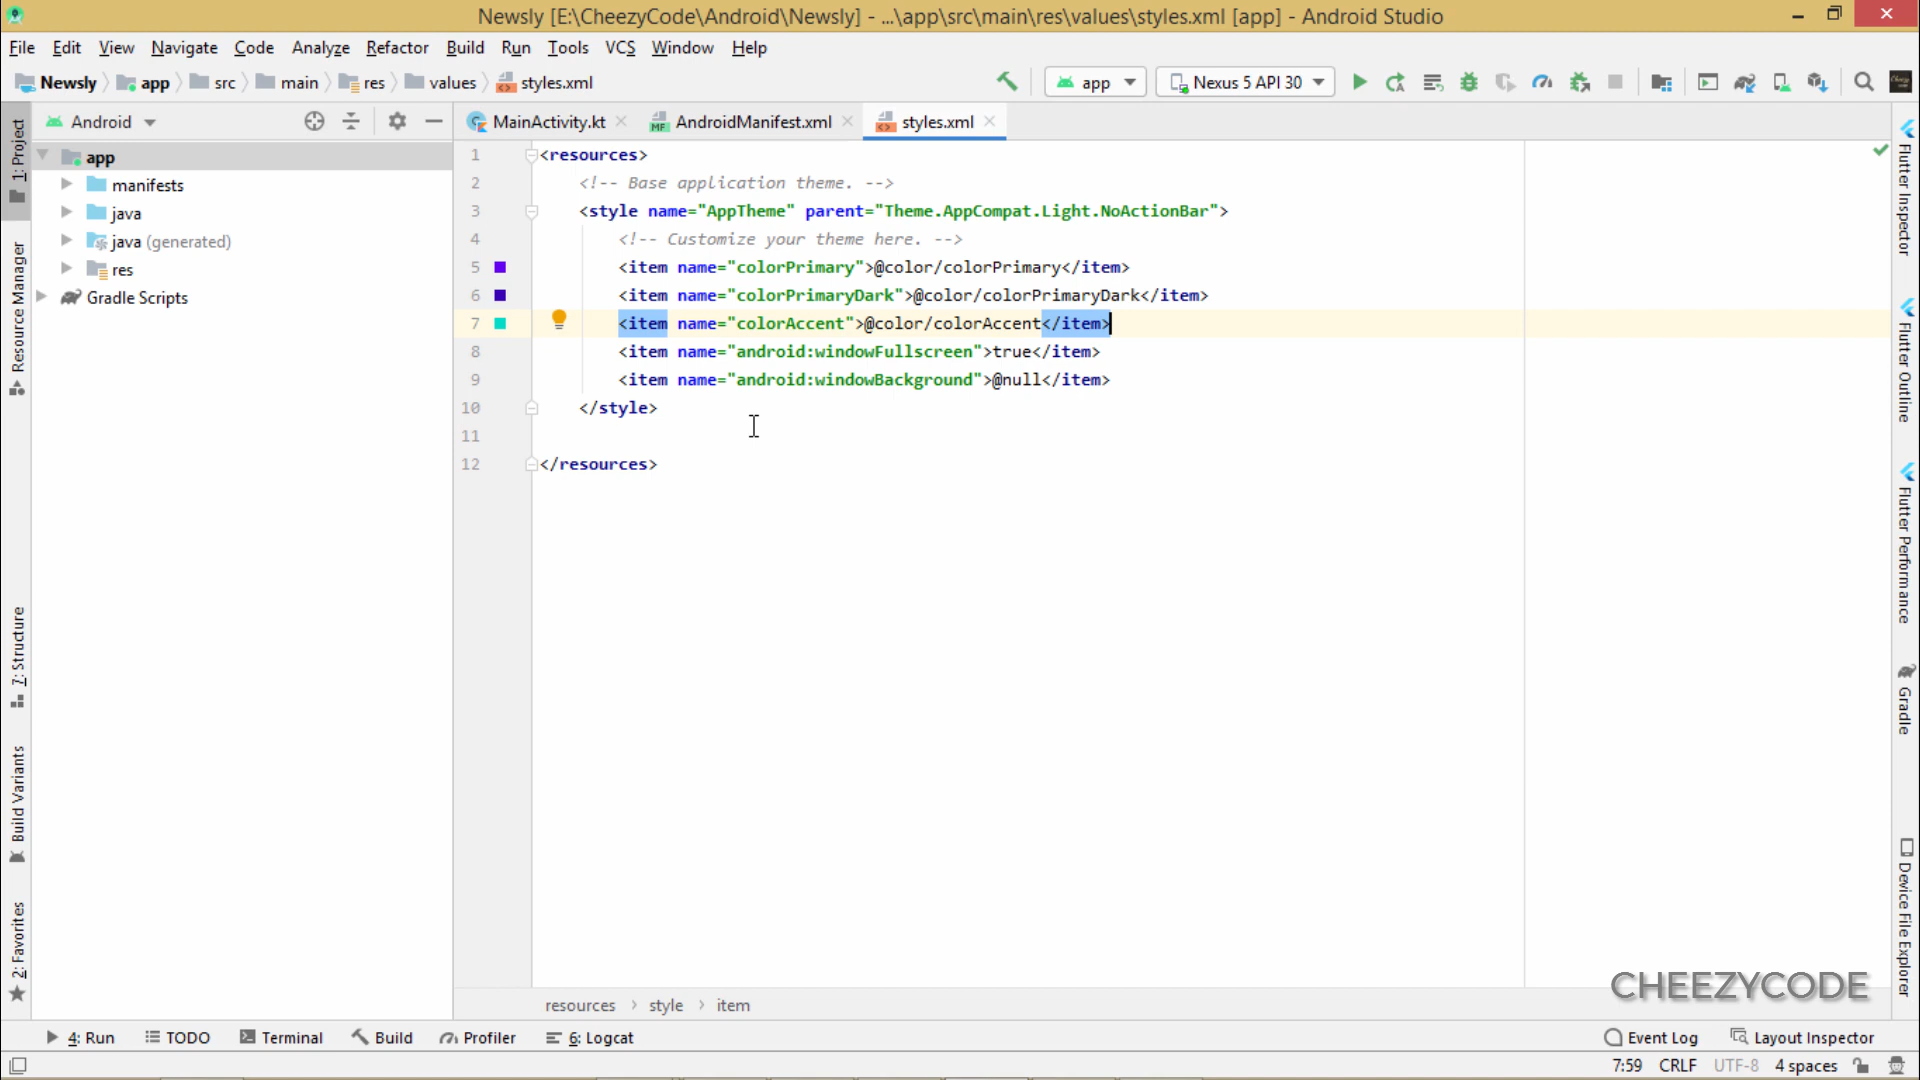 Newsly [E:\CheezyCode\Android\Newsly] - ...\app\src\main\res\values\styles.xml [app] - Android Studio
File Edit View Navigate Code Analyze Refactor Build Run Tools VCS Window Help
Newsly app src main res values styles.xml app Nexus 5 API 30
Android MainActivity.kt AndroidManifest.xml styles.xml
app
manifests
java
java (generated)
res
Gradle Scripts
1 <resources>
2 <!-- Base application theme. -->
3 <style name="AppTheme" parent="Theme.AppCompat.Light.NoActionBar">
4 <!-- Customize your theme here. -->
5 <item name="colorPrimary">@color/colorPrimary</item>
6 <item name="colorPrimaryDark">@color/colorPrimaryDark</item>
7 <item name="colorAccent">@color/colorAccent</item>
8 <item name="android:windowFullscreen">true</item>
9 <item name="android:windowBackground">@null</item>
10 </style>
11
12 </resources>
1: Project
Resource Manager
7: Structure
Build Variants
2: Favorites
Flutter Inspector
Flutter Outline
Flutter Performance
Gradle
Device File Explorer
CHEEZYCODE
resources style item
4: Run TODO Terminal Build Profiler 6: Logcat Event Log Layout Inspector
7:59 CRLF UTF-8 4 spaces